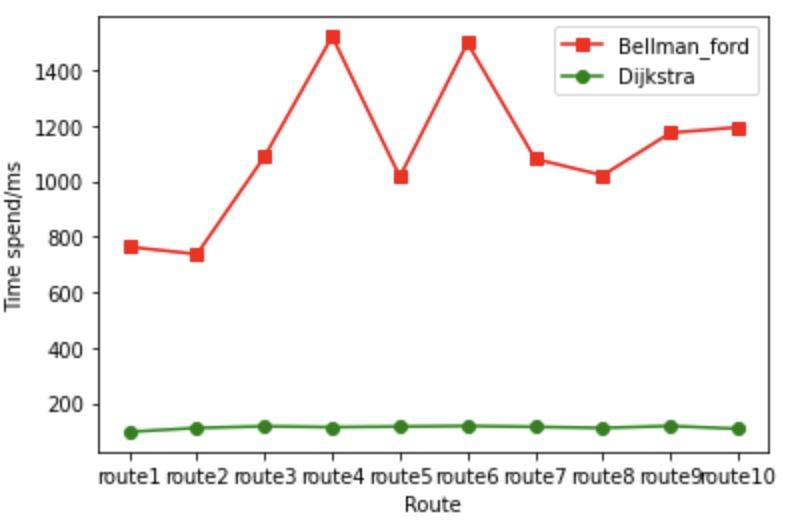 Bellman_ford
Dijkstra
Time spend/ms
1400
1200
1000
800
600
400
200
route1 route2 route3 route4 route5 route6 route7 route8 route9 route10
Route